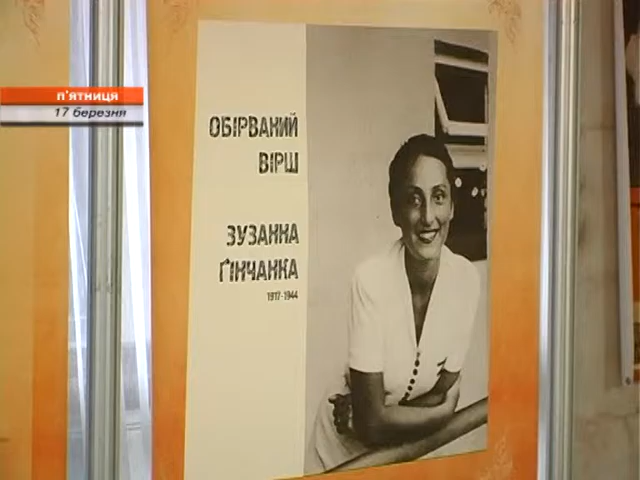 п'ятниця
17 березня
ОБІРВАНИЙ
ВІРШ
ЗУЗАННА
ҐІНЧАНКА
1917-1944